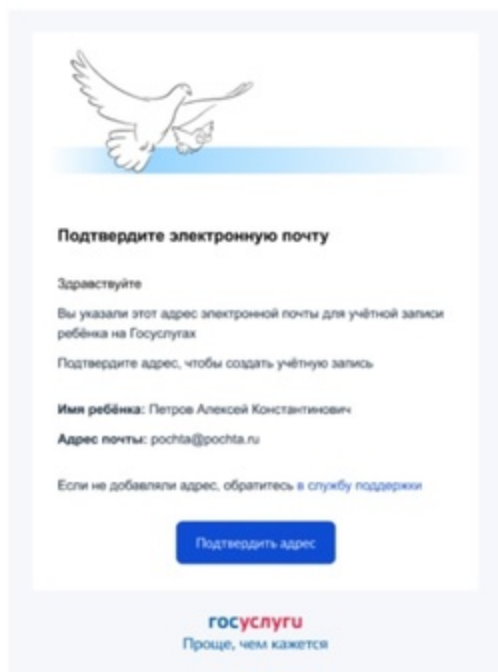 Подтвердите электронную почту
Здравствуйте
Вы указали этот адрес электронной почты для учётной записи
ребёнка на Госуслугах
Подтвердите адрес, чтобы создать учётную запись
Имя ребёнка: Петров Алексей Константинович
Адрес почты: pochta@pochta.ru
Если не добавляли адрес, обратитесь в службу поддержки
Подтвердить адрес
госуслуги
Проще, чем кажется